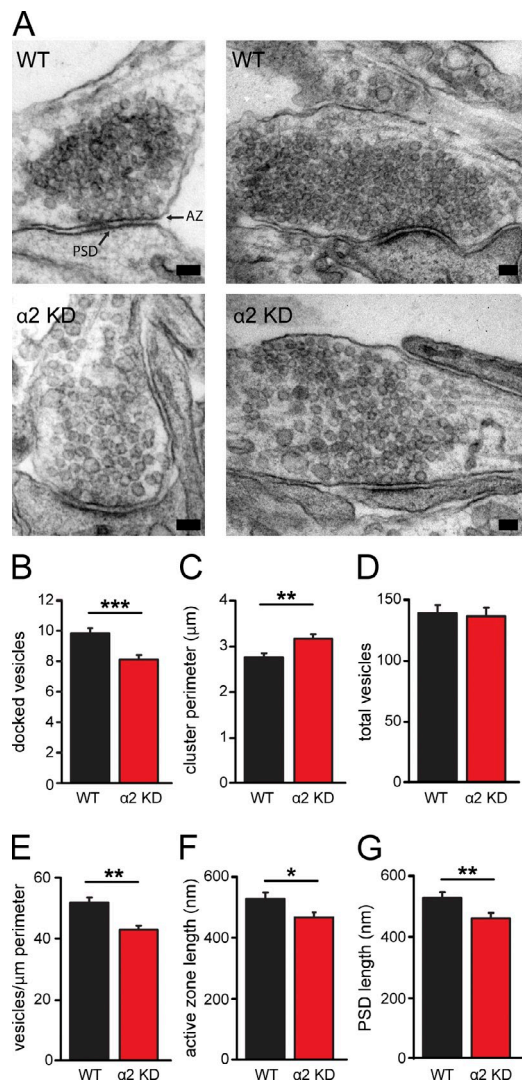 A
WT
AZ
PSD
α2 KD
α2 KD
B
***
docked vesicles
12
10
8
6
4
2
0
WT α2 KD
C
**
cluster perimeter (μm)
4
3
2
1
0
WT α2 KD
D
total vesicles
150
100
50
0
WT α2 KD
E
**
vesicles/μm perimeter
60
40
20
0
WT α2 KD
F
*
active zone length (nm)
600
400
200
0
WT α2 KD
G
**
PSD length (nm)
600
400
200
0
WT α2 KD